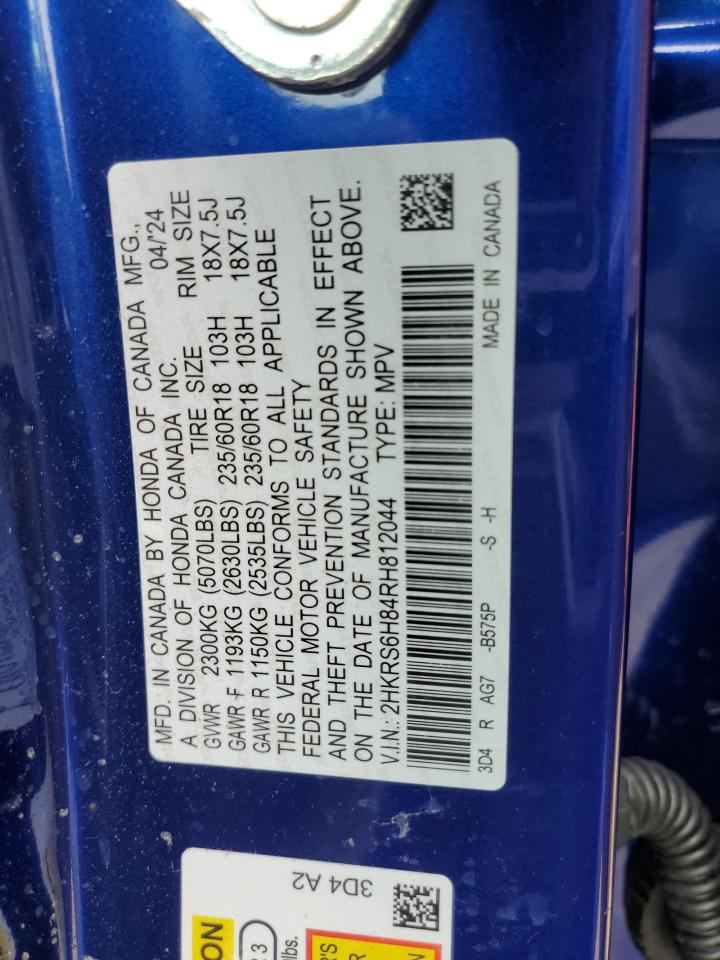 MFD. IN CANADA BY HONDA OF CANADA MFG., 04/'24
A DIVISION OF HONDA CANADA INC.
TIRE SIZE RIM SIZE
GVWR 2300KG (5070LBS)
GAWR F 1193KG (2630LBS) 235/60R18 103H 18X7.5J
GAWR R 1150KG (2535LBS) 235/60R18 103H 18X7.5J
THIS VEHICLE CONFORMS TO ALL APPLICABLE
FEDERAL MOTOR VEHICLE SAFETY
AND THEFT PREVENTION STANDARDS IN EFFECT
ON THE DATE OF MANUFACTURE SHOWN ABOVE.
V.I.N.: 2HKRS6H84RH812044 TYPE: MPV
3D4 R AG7 -B575P -S -H MADE IN CANADA
3D4 A2
ON
3
lbs.